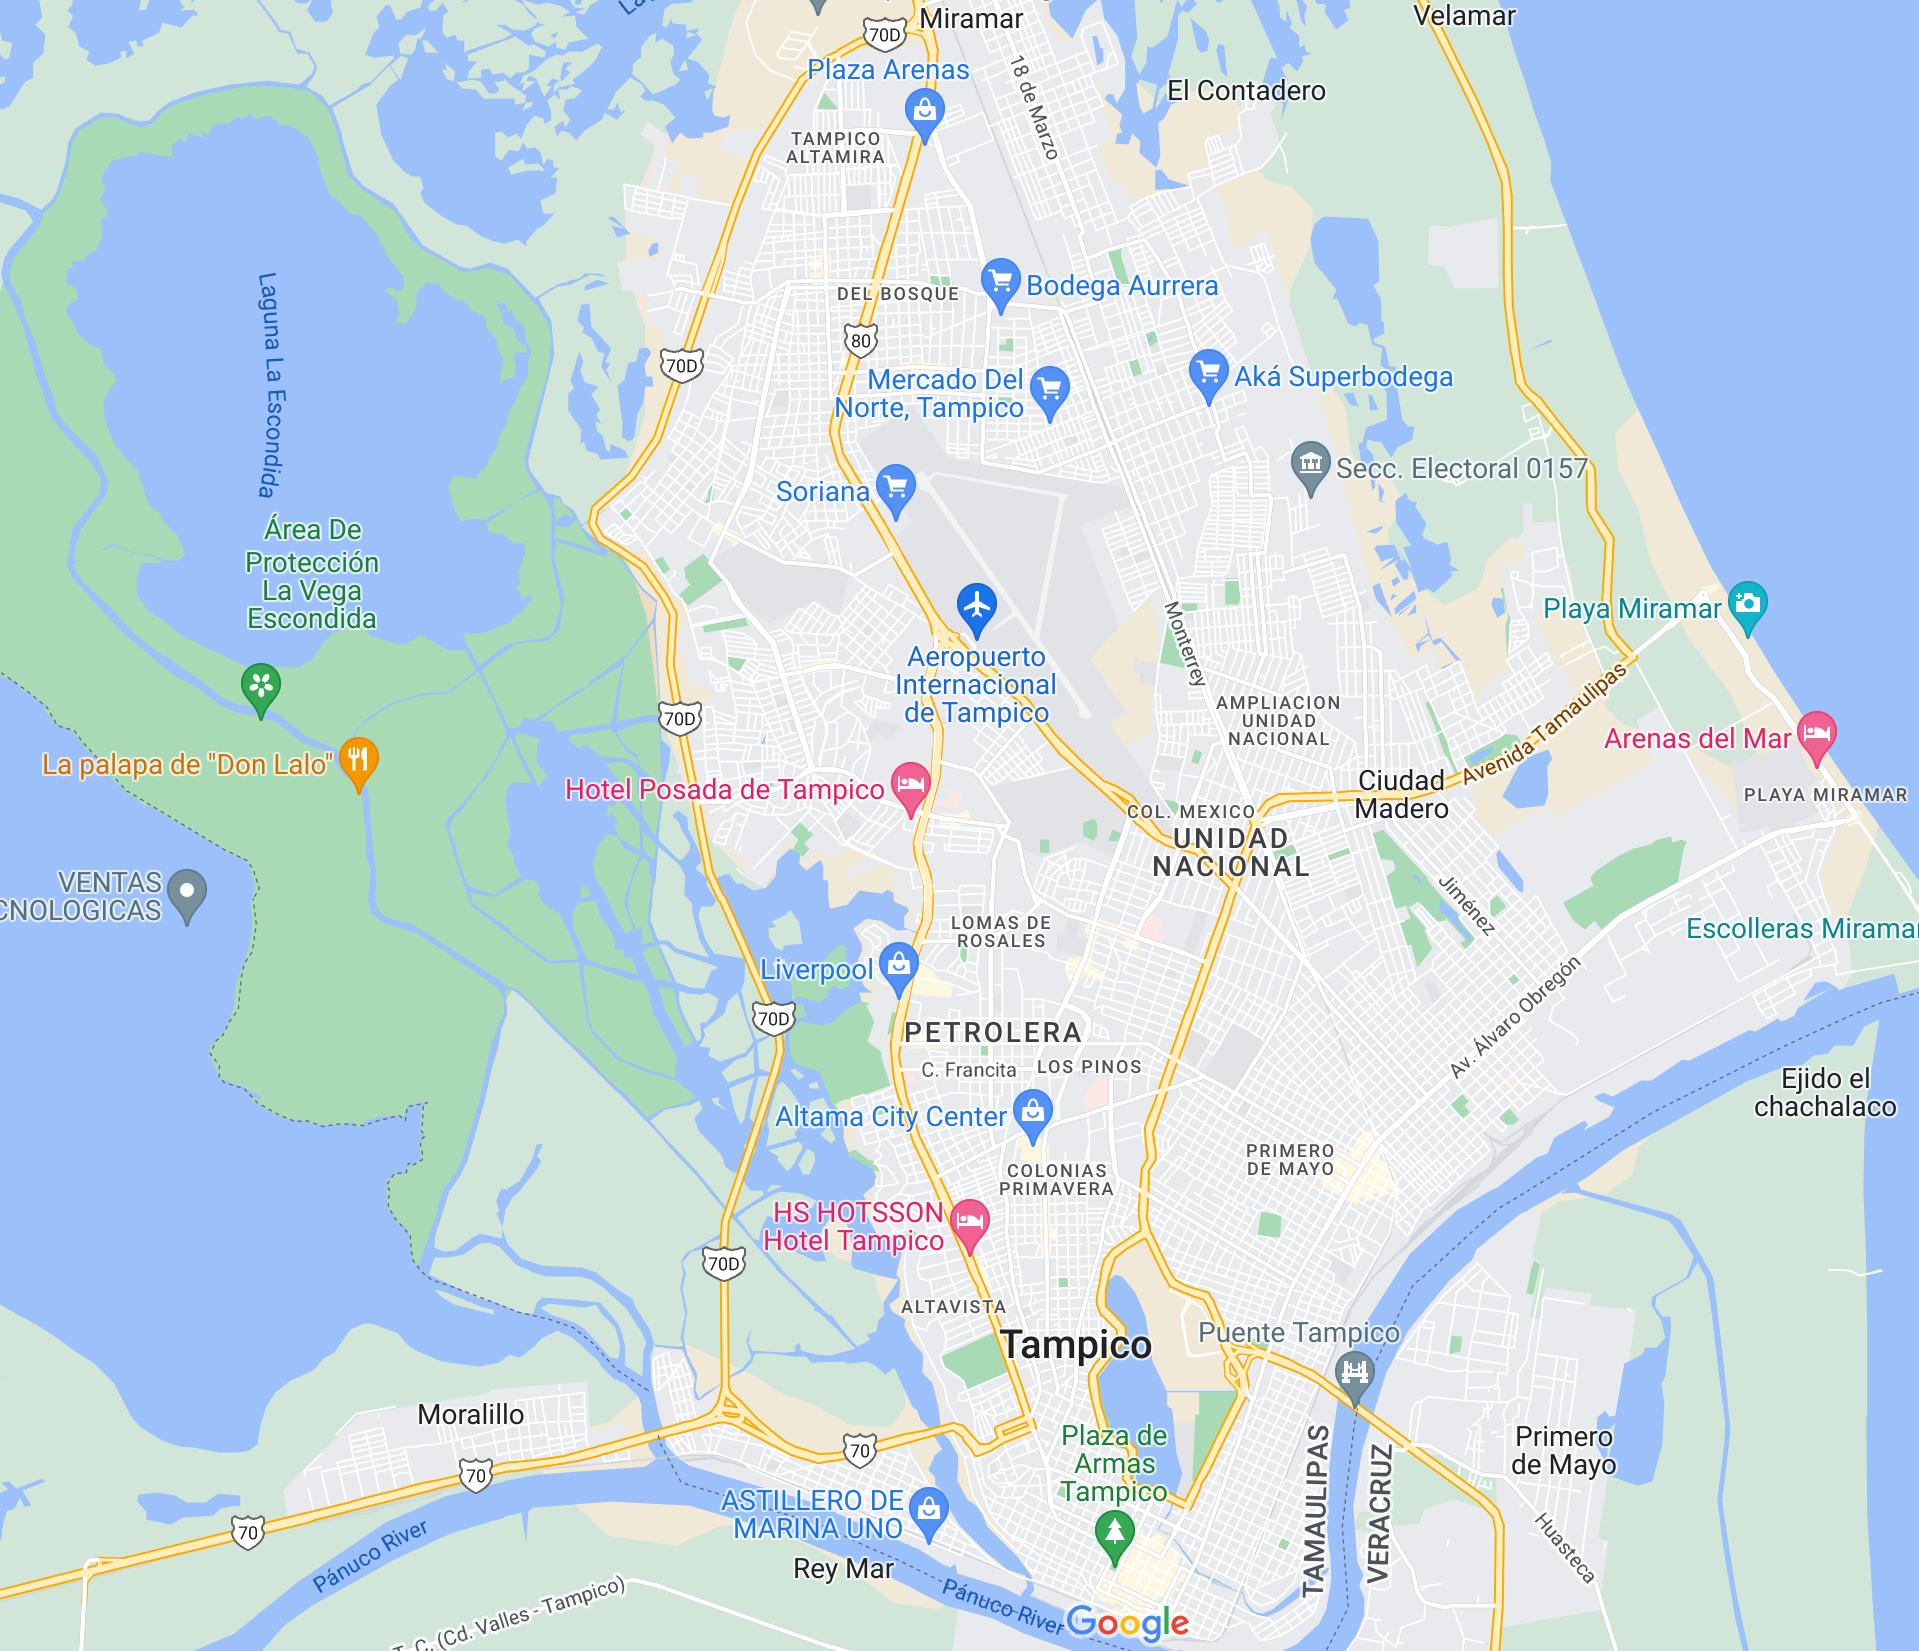 Miramar
Velamar
70D
Plaza Arenas
18 de Marzo
El Contadero
TAMPICO
ALTAMIRA
Laguna La Escondida
DEL BOSQUE
Bodega Aurrera
80
70D
Mercado Del
Norte, Tampico
Aká Superbodega
Secc. Electoral 0157
Soriana
Área De
Protección
La Vega
Escondida
Playa Miramar
Monterrey
Aeropuerto
Internacional
de Tampico
70D
AMPLIACION
UNIDAD
NACIONAL
Avenida Tamaulipas
Arenas del Mar
La palapa de "Don Lalo"
Hotel Posada de Tampico
Ciudad
Madero
PLAYA MIRAMAR
COL. MEXICO
UNIDAD
NACIONAL
VENTAS
CNOLOGICAS
Jiménez
LOMAS DE
ROSALES
Escolleras Miramar
Liverpool
70D
PETROLERA
Av. Álvaro Obregón
C. Francita
LOS PINOS
Ejido el
chachalaco
Altama City Center
PRIMERO
DE MAYO
COLONIAS
PRIMAVERA
HS HOTSSON
Hotel Tampico
70D
ALTAVISTA
Tampico
Puente Tampico
Moralillo
70
70
70
Plaza de
Armas
Tampico
TAMAULIPAS
VERACRUZ
Primero
de Mayo
ASTILLERO DE
MARINA UNO
Huasteca
Pánuco River
Rey Mar
Pánuco River
T. C. (Cd. Valles - Tampico)
Google